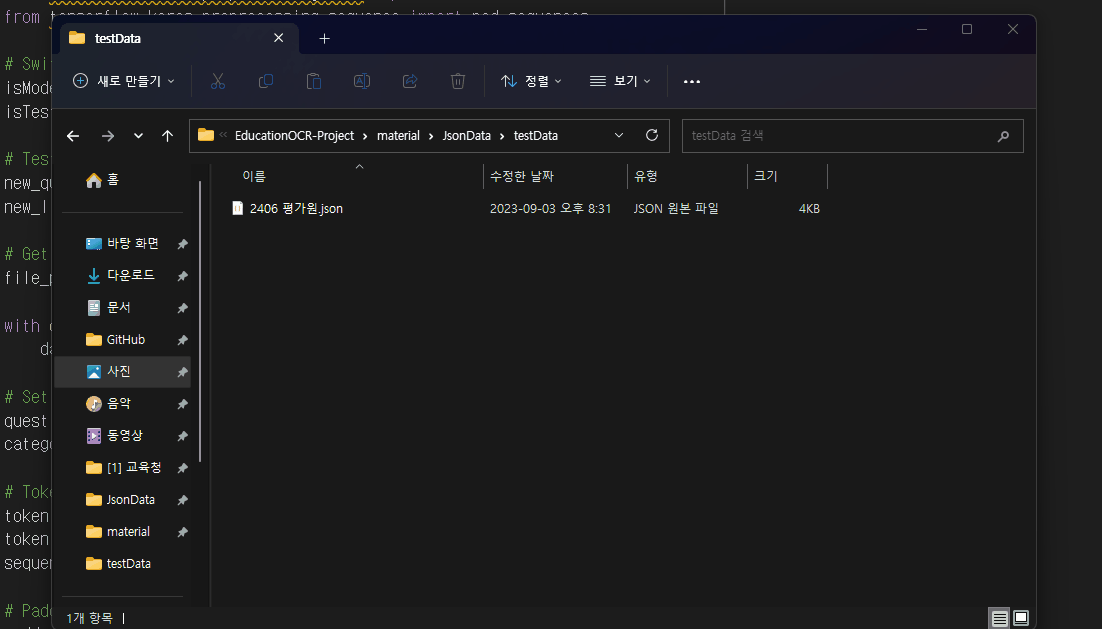 from tensorflow.keras.preprocessing.sequence import pad_sequences
testData
# Swi
새로 만들기
정렬
보기
isMode
isTes
EducationOCR-Project › material › JsonData › testData
testData 검색
# Tes
new_qu
new_l
홈
이름
수정한 날짜
유형
크기
2406 평가원.json
2023-09-03 오후 8:31
JSON 원본 파일
4KB
# Get
file_p
바탕 화면
다운로드
문서
with
da
GitHub
사진
# Set
음악
quest
동영상
catego
[1] 교육청
# Toke
JsonData
token
material
token
sequen
testData
# Padd
1개 항목